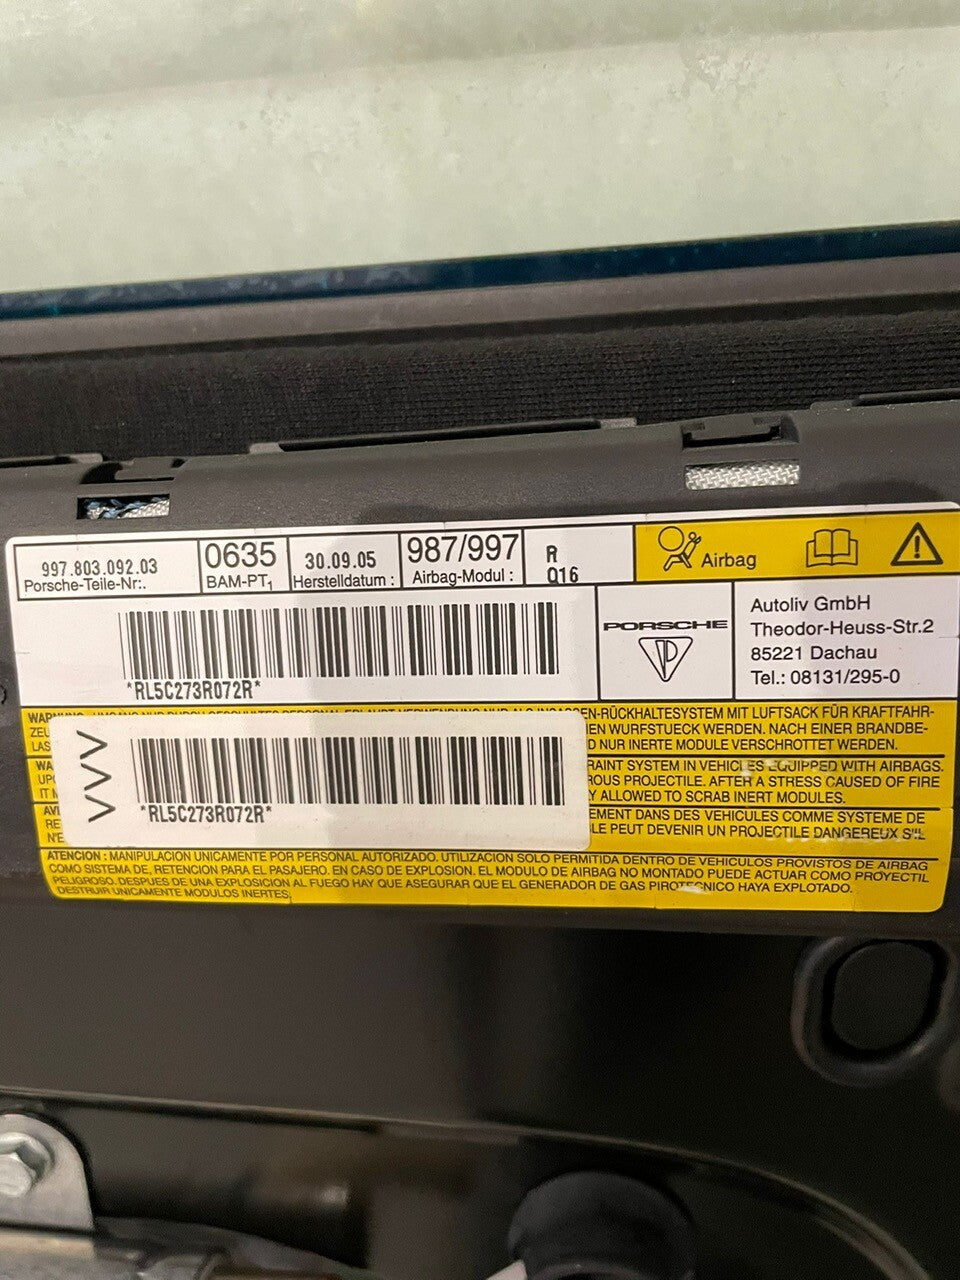 997.803.092.03
Porsche-Teile-Nr:.
0635
BAM-PT1
30.09.05
Herstelldatum :
987/997
Airbag-Modul :
R
Q16
Airbag
*RL5C273R072R*
PORSCHE
Autoliv GmbH
Theodor-Heuss-Str.2
85221 Dachau
Tel.: 08131/295-0
EN-RÜCKHALTESYSTEM MIT LUFTSACK FÜR KRAFTFAHR-
EN WURFSTUECK WERDEN. NACH EINER BRANDBE-
D NUR INERTE MODULE VERSCHROTTET WERDEN.
RAINT SYSTEM IN VEHICLES EQUIPPED WITH AIRBAGS.
ROUS PROJECTILE. AFTER A STRESS CAUSED OF FIRE
Y ALLOWED TO SCRAB INERT MODULES.
EMENT DANS DES VEHICULES COMME SYSTEME DE
LE PEUT DEVENIR UN PROJECTILE DANGEREUX S'IL
>>>
*RL5C273R072R*
ATENCION : MANIPULACION UNICAMENTE POR PERSONAL AUTORIZADO. UTILIZACION SOLO PERMITIDA DENTRO DE VEHICULOS PROVISTOS DE AIRBAG
COMO SISTEMA DE, RETENCION PARA EL PASAJERO. EN CASO DE EXPLOSION. EL MODULO DE AIRBAG NO MONTADO PUEDE ACTUAR COMO PROYECTIL
PELIGROSO. DESPUES DE UNA EXPLOSION AL FUEGO HAY QUE ASEGURAR QUE EL GENERADOR DE GAS PIROTECNICO HAYA EXPLOTADO.
DESTRUIR UNICAMENTE MODULOS INERTES;